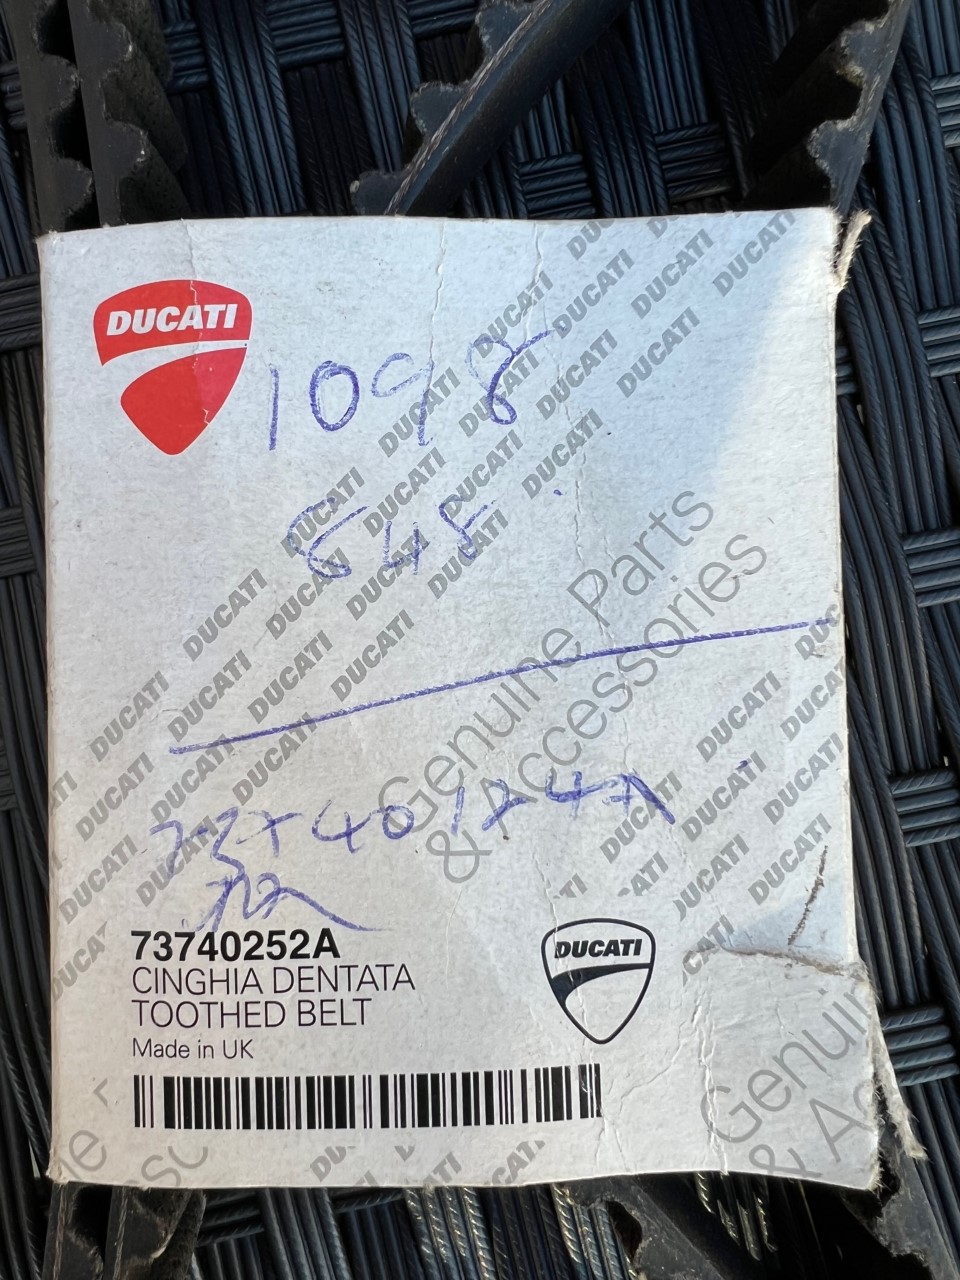 DUCATI
1098
848
Genuine Parts
& Accessories
73740252A
CINGHIA DENTATA
TOOTHED BELT
Made in UK
DUCATI